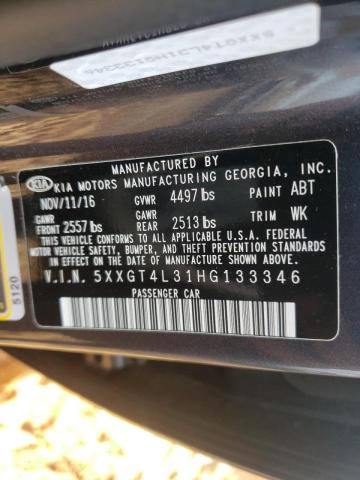 5XXGT4L31HG133346
MANUFACTURED BY
KIA KIA MOTORS MANUFACTURING GEORGIA, INC.
NOV/11/16 GVWR 4497 lbs PAINT ABT
GAWR GAWR
FRONT 2557 lbs REAR 2513 lbs TRIM WK
THIS VEHICLE CONFORMS TO ALL APPLICABLE U.S. FEDERAL
MOTOR VEHICLE SAFETY, BUMPER, AND THEFT PREVENTION
STANDARDS IN EFFECT ON THE DATE OF MANUFACTURE SHOWN ABOVE.
V.I.N. 5XXGT4L31HG133346
PASSENGER CAR
5120